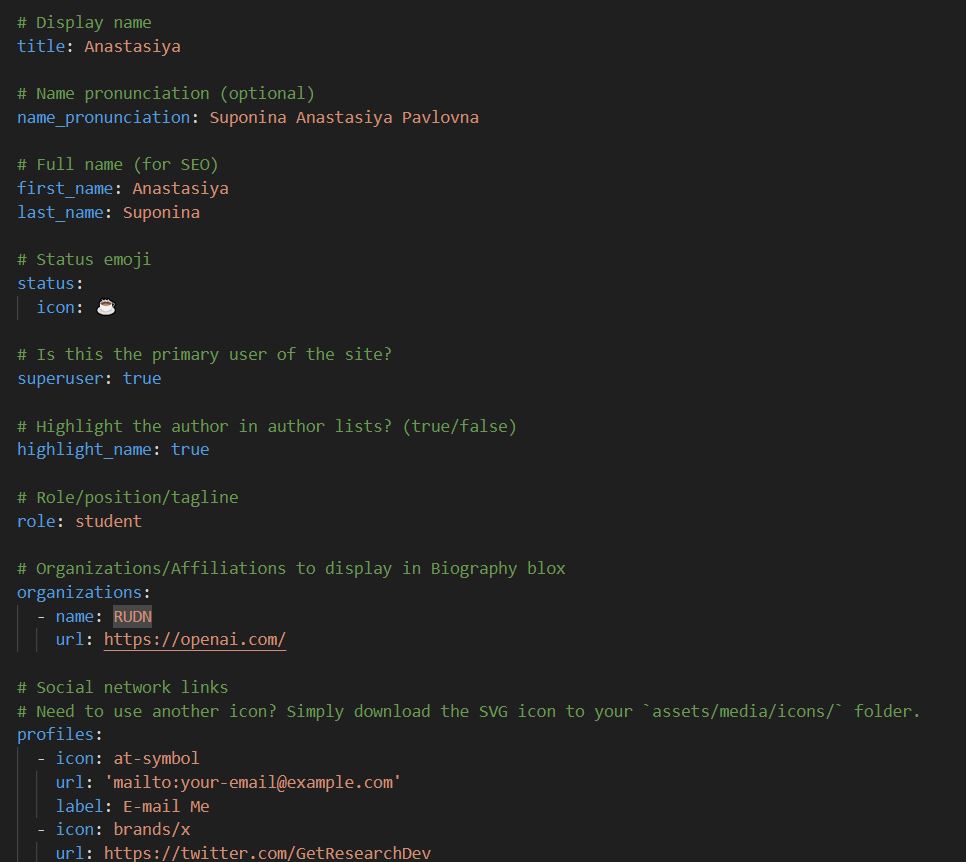 # Display name
title: Anastasiya
# Name pronunciation (optional)
name_pronunciation: Suponina Anastasiya Pavlovna
# Full name (for SEO)
first_name: Anastasiya
last_name: Suponina
# Status emoji
status:
icon: ☕
# Is this the primary user of the site?
superuser: true
# Highlight the author in author lists? (true/false)
highlight_name: true
# Role/position/tagline
role: student
# Organizations/Affiliations to display in Biography blox
organizations:
- name: RUDN
url: https://openai.com/
# Social network links
# Need to use another icon? Simply download the SVG icon to your `assets/media/icons/` folder.
profiles:
- icon: at-symbol
url: 'mailto:your-email@example.com'
label: E-mail Me
- icon: brands/x
url: https://twitter.com/GetResearchDev